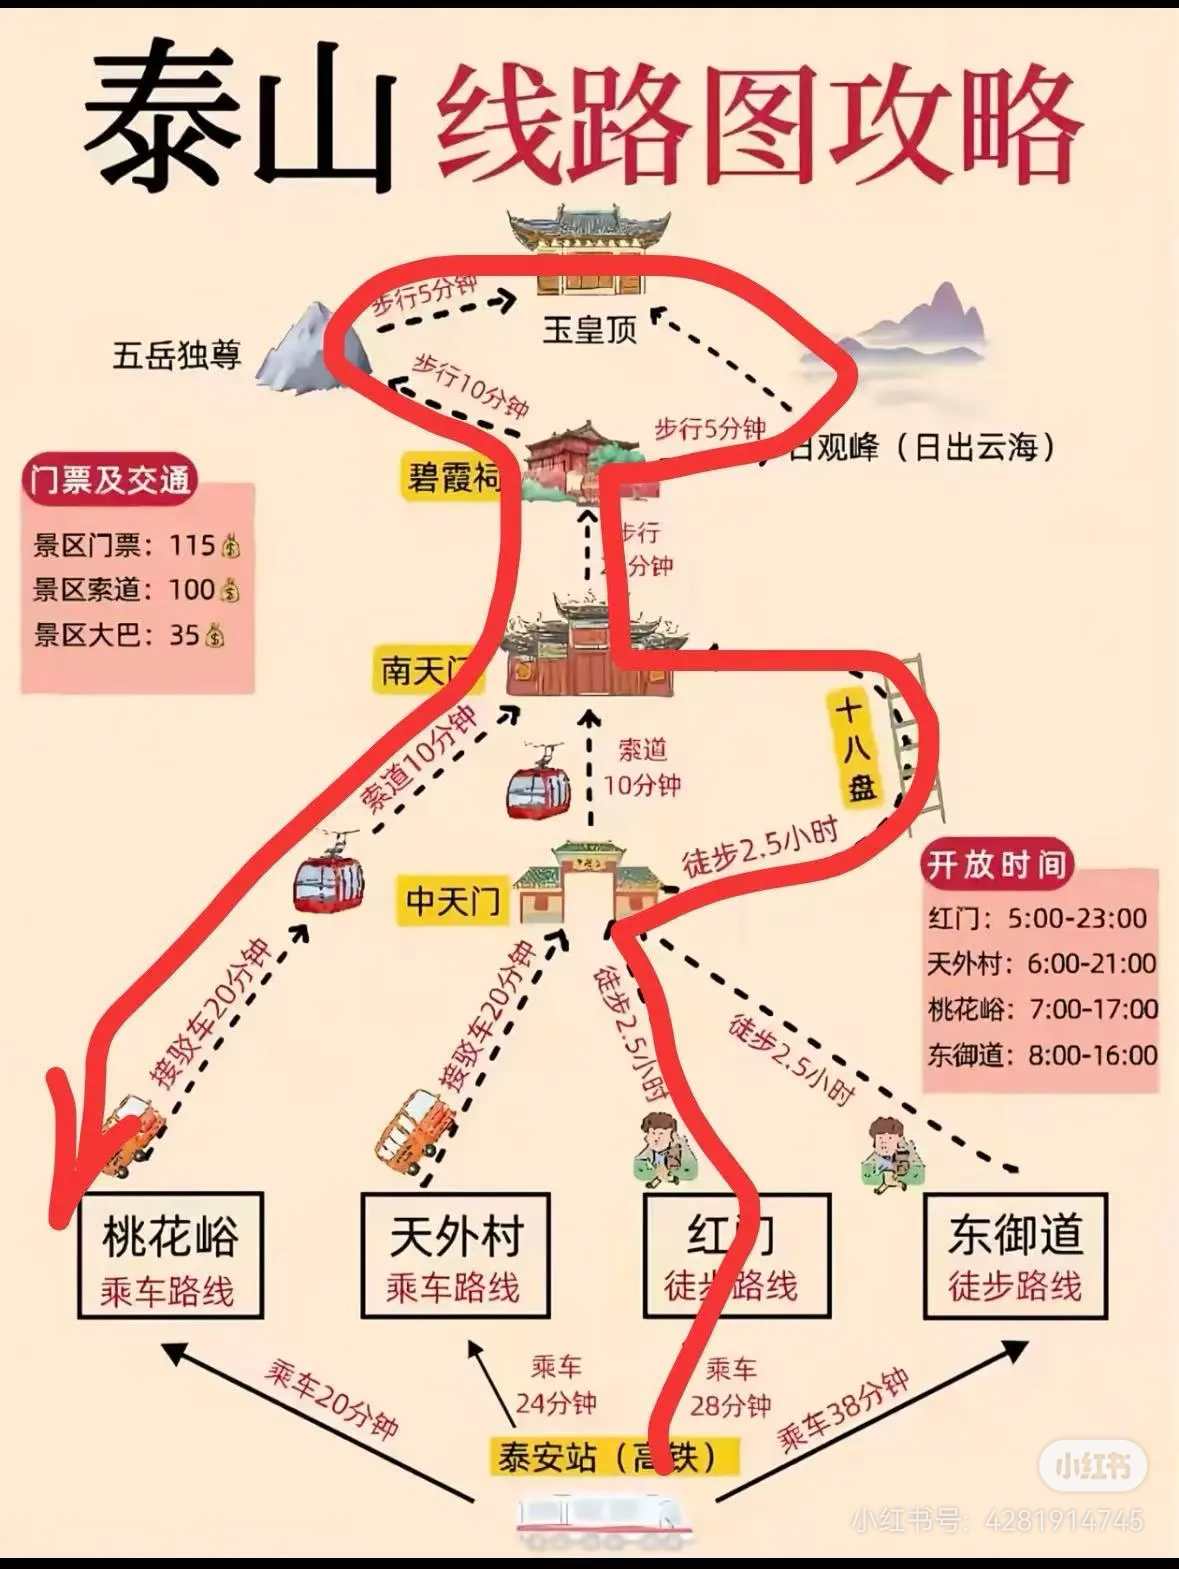 泰山 线路图攻略
步行5分钟
玉皇顶
五岳独尊
步行10分钟
步行5分钟
日观峰（日出云海）
碧霞祠
门票及交通
景区门票：115
景区索道：100
景区大巴：35
步行
分钟
南天门
十八盘
索道10分钟
索道
10分钟
徒步2.5小时
中天门
开放时间
红门：5:00-23:00
天外村：6:00-21:00
桃花峪：7:00-17:00
东御道：8:00-16:00
接驳车20分钟
接驳车20分钟
徒步2.5小时
徒步2.5小时
桃花峪
乘车路线
天外村
乘车路线
红门
徒步路线
东御道
徒步路线
乘车20分钟
乘车
24分钟
乘车
28分钟
乘车38分钟
泰安站（高铁）
小红书
小红书号：4281914745